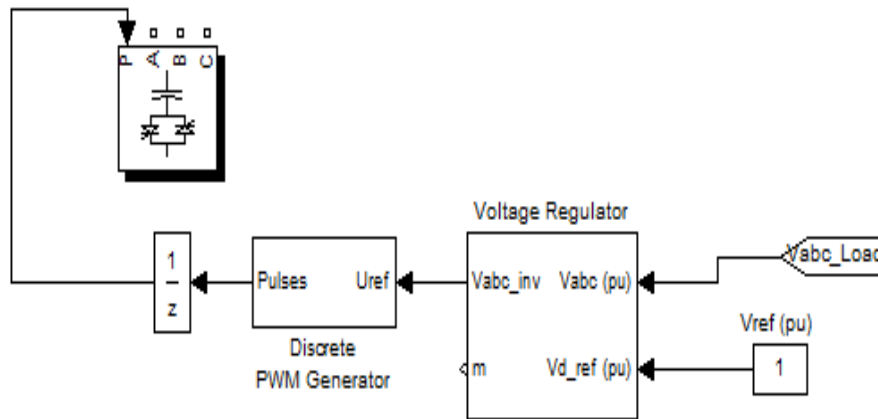 P A B C
Voltage Regulator
Vabc_Load
1
z
Pulses Uref
Vabc_inv Vabc (pu)
Vref (pu)
Discrete
PWM Generator
m Vd_ref (pu)
1